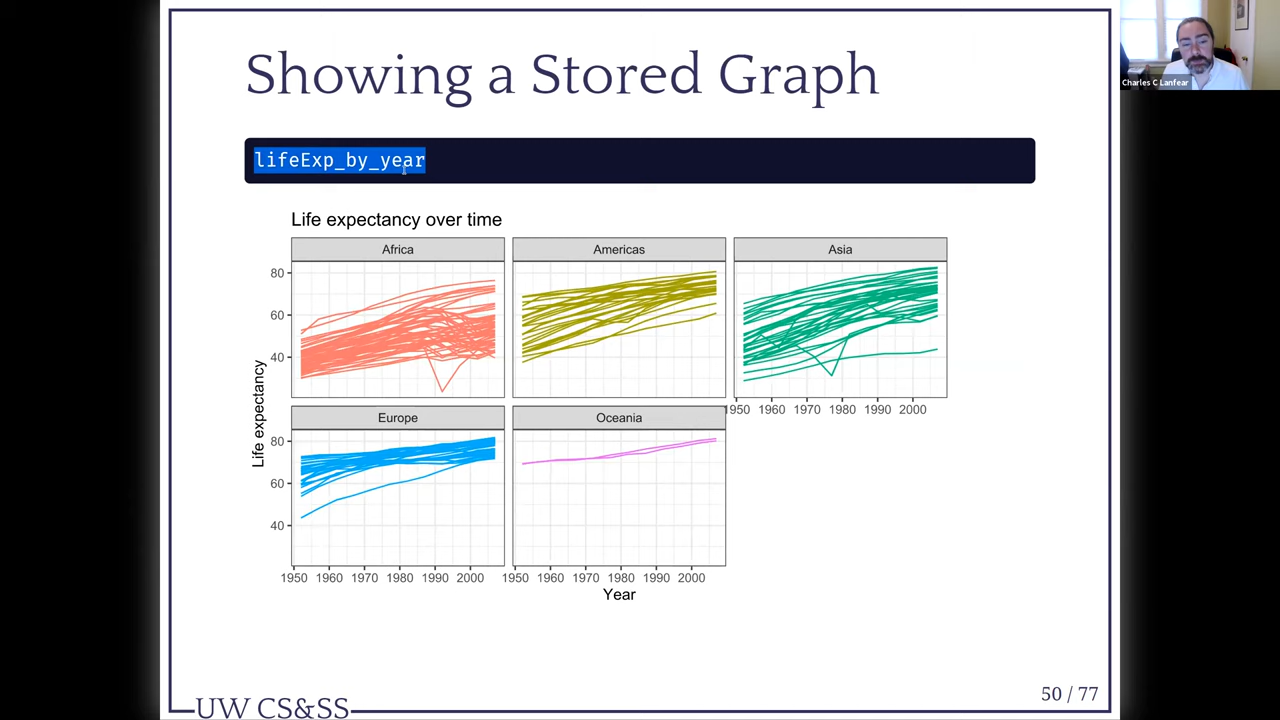 Showing a Stored Graph
Charles C Lanfear
lifeExp_by_year
Life expectancy over time
Africa
Americas
Asia
80
60
40
Life expectancy
1950 1960 1970 1980 1990 2000
Europe
Oceania
80
60
40
1950 1960 1970 1980 1990 2000
1950 1960 1970 1980 1990 2000
Year
50 / 77
UW CS&SS